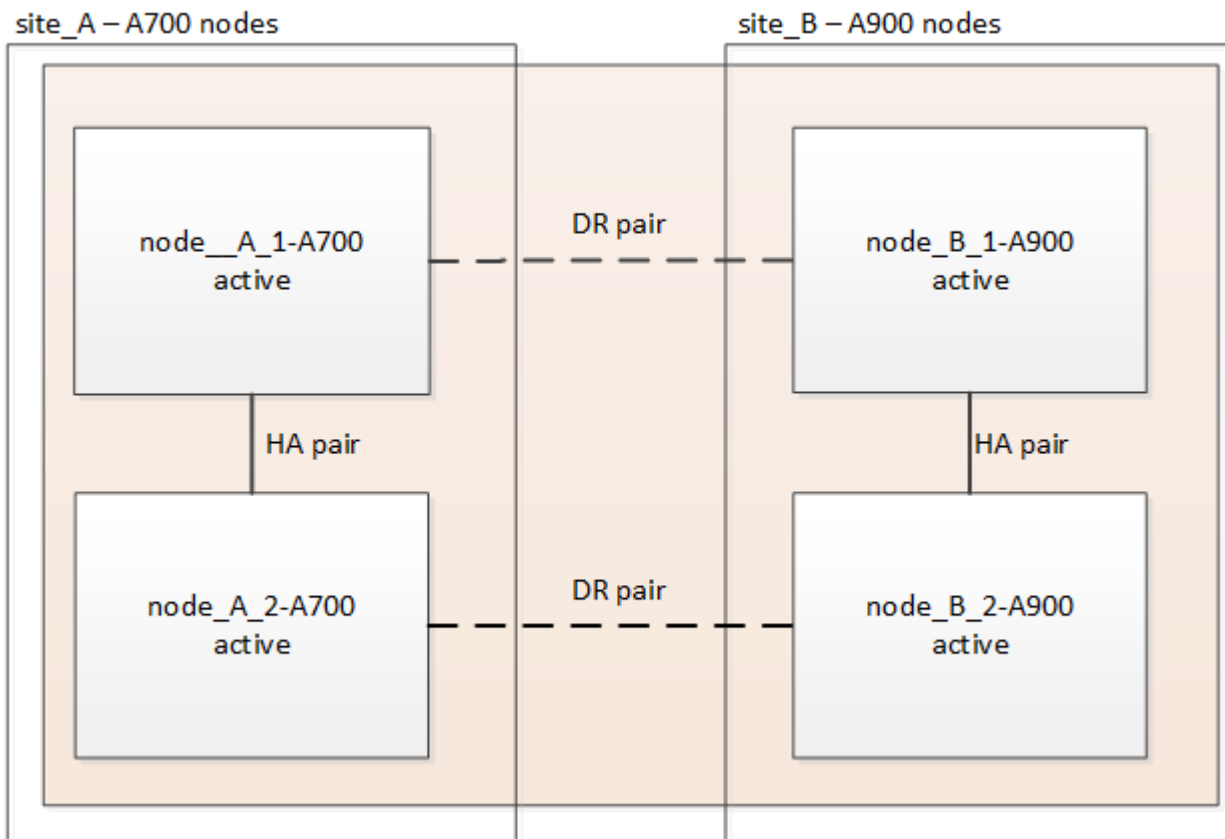 site_A – A700 nodes
site_B – A900 nodes
node__A_1-A700
active
DR pair
node_B_1-A900
active
HA pair
HA pair
node_A_2-A700
active
DR pair
node_B_2-A900
active